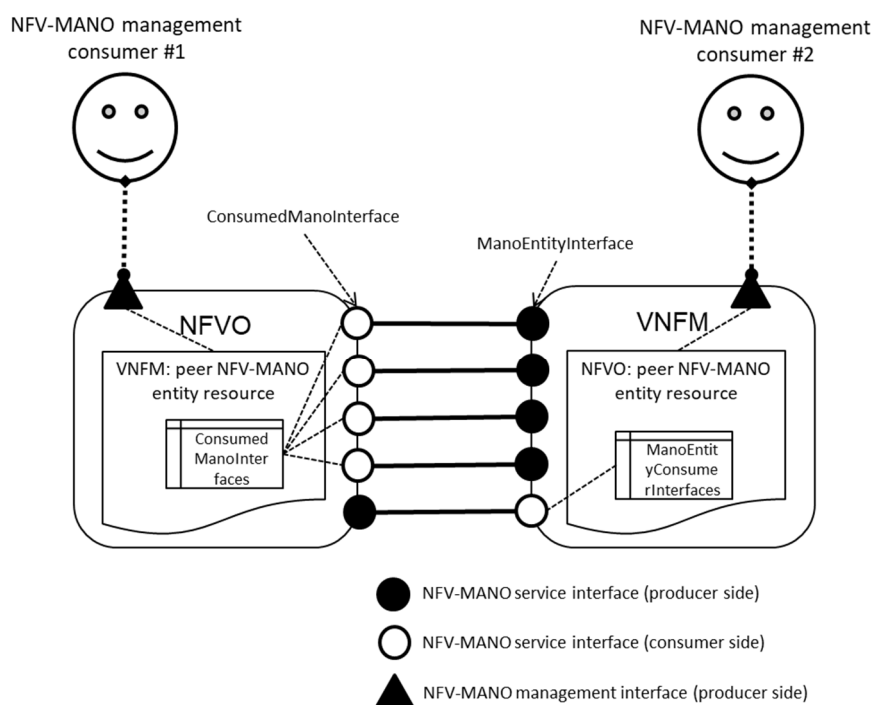 NFV-MANO management
consumer #1
NFV-MANO management
consumer #2
ConsumedManoInterface
ManoEntityInterface
NFVO
VNFM
VNFM: peer NFV-MANO
entity resource
Consumed
ManoInter
faces
NFVO: peer NFV-MANO
entity resource
ManoEntit
yConsume
rInterfaces
NFV-MANO service interface (producer side)
NFV-MANO service interface (consumer side)
NFV-MANO management interface (producer side)